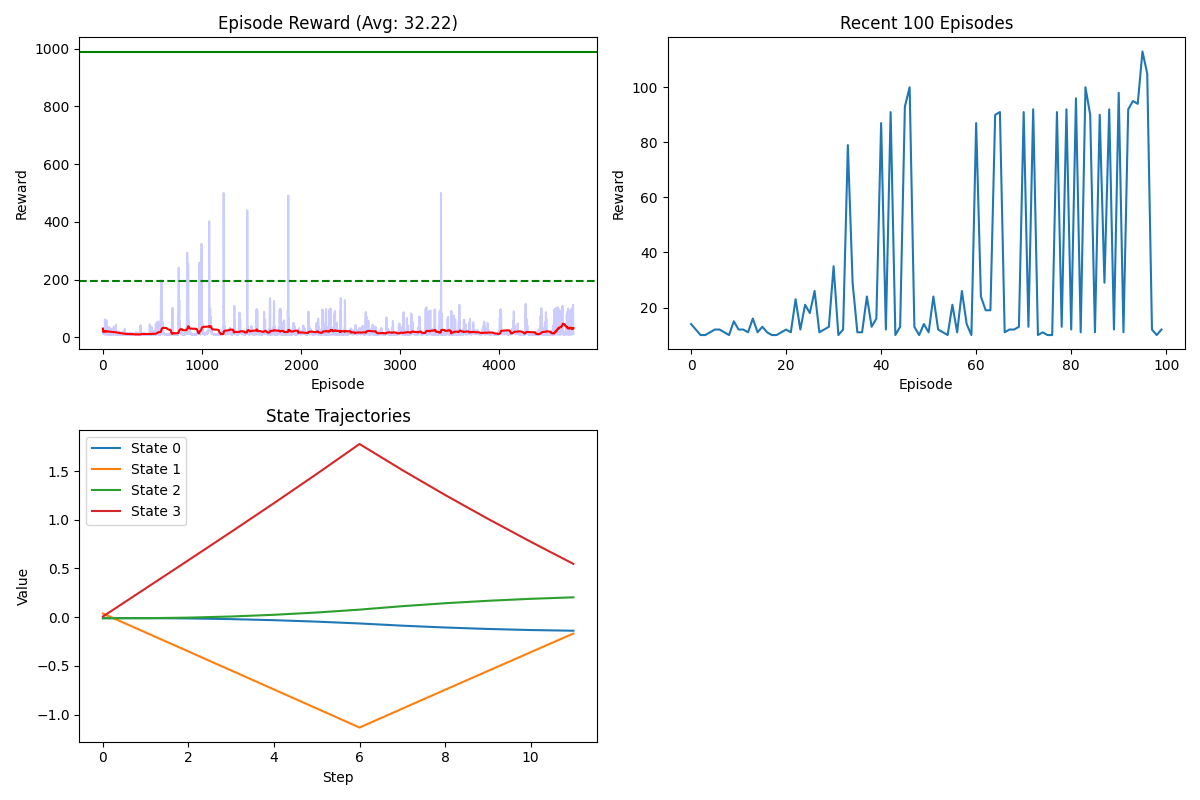 Episode Reward (Avg: 32.22)
1000
800
600
400
200
0
Reward
0
1000
2000
3000
4000
Episode
Recent 100 Episodes
100
80
60
40
20
Reward
0
20
40
60
80
100
Episode
State Trajectories
State 0
State 1
State 2
State 3
1.5
1.0
0.5
0.0
−0.5
−1.0
Value
0
2
4
6
8
10
Step